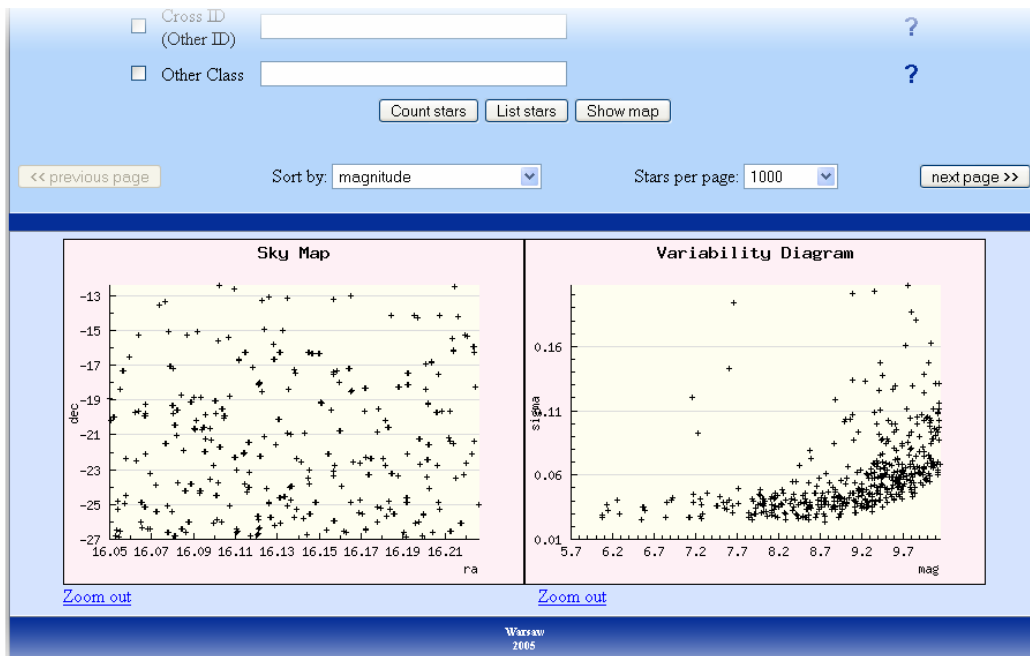 Cross ID
(Other ID)
?
Other Class
?
Count stars List stars Show map
<< previous page Sort by: magnitude Stars per page: 1000 next page >>
Sky Map
-13
-15
-17
-19
-21
-23
-25
-27
dec
16.05 16.07 16.09 16.11 16.13 16.15 16.17 16.19 16.21
ra
Variability Diagram
0.16
0.11
0.06
0.01
sigma
5.7 6.2 6.7 7.2 7.7 8.2 8.7 9.2 9.7
mag
Zoom out Zoom out
Warsaw
2005